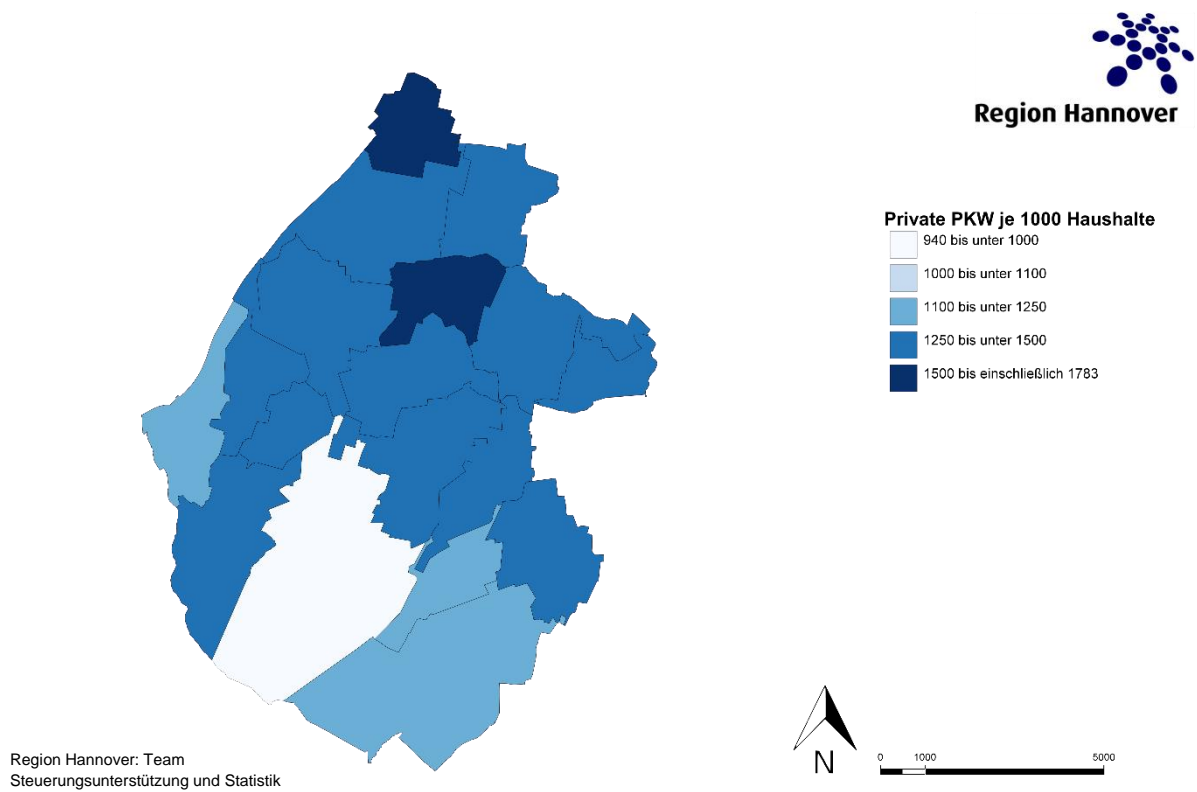 Region Hannover
Private PKW je 1000 Haushalte
940 bis unter 1000
1000 bis unter 1100
1100 bis unter 1250
1250 bis unter 1500
1500 bis einschließlich 1783
N
0 1000 5000
Region Hannover: Team
Steuerungsunterstützung und Statistik